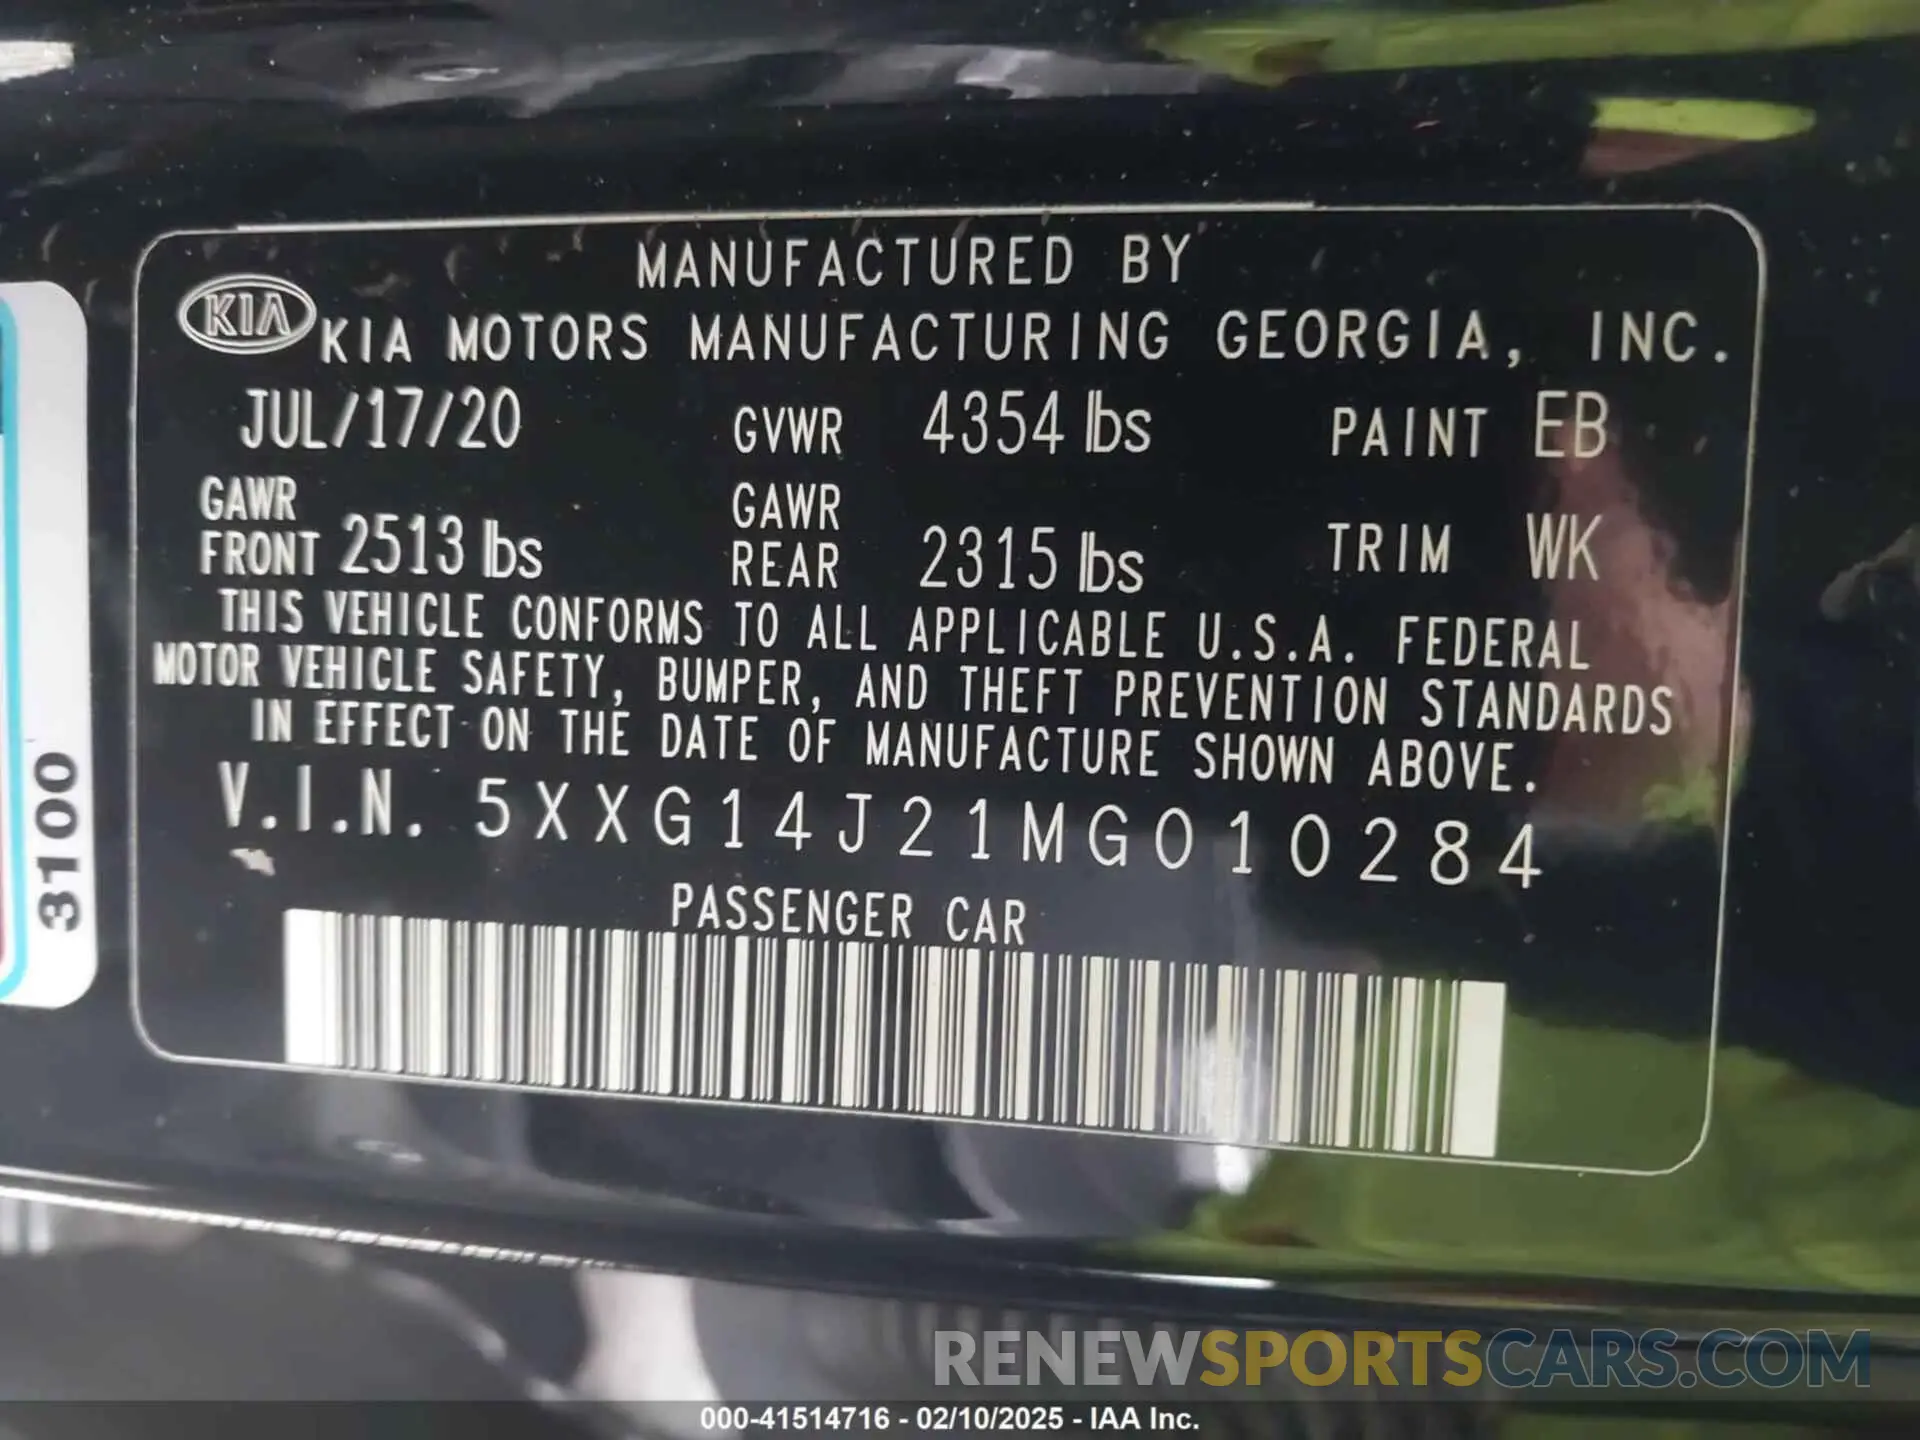 MANUFACTURED BY
KIA KIA MOTORS MANUFACTURING GEORGIA, INC.
JUL/17/20 GVWR 4354 lbs PAINT EB
GAWR FRONT 2513 lbs GAWR REAR 2315 lbs TRIM WK
THIS VEHICLE CONFORMS TO ALL APPLICABLE U.S.A. FEDERAL
MOTOR VEHICLE SAFETY, BUMPER, AND THEFT PREVENTION STANDARDS
IN EFFECT ON THE DATE OF MANUFACTURE SHOWN ABOVE.
V.I.N. 5XXG14J21MG010284
PASSENGER CAR
3100
RENEWSPORTSCARS.COM
000-41514716 - 02/10/2025 - IAA Inc.